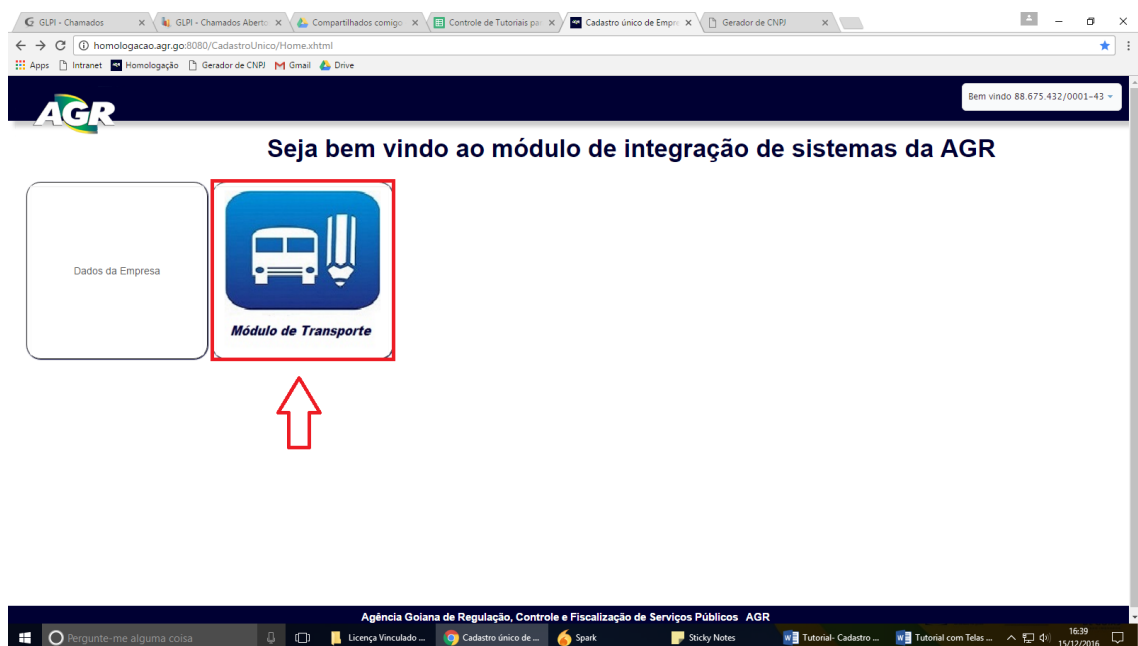 GLPI - Chamados
GLPI - Chamados Aberto
Compartilhados comigo
Controle de Tutoriais par
Cadastro único de Empre
Gerador de CNPJ
homologacao.agr.go:8080/CadastroUnico/Home.xhtml
Apps Intranet Homologação Gerador de CNPJ Gmail Drive
AGR
Bem vindo 88.675.432/0001-43
Seja bem vindo ao módulo de integração de sistemas da AGR
Dados da Empresa
Módulo de Transporte
Agência Goiana de Regulação, Controle e Fiscalização de Serviços Públicos AGR
Pergunte-me alguma coisa
Licença Vinculado ...
Cadastro único de ...
Spark
Sticky Notes
Tutorial- Cadastro ...
Tutorial com Telas ...
16:39
15/12/2016